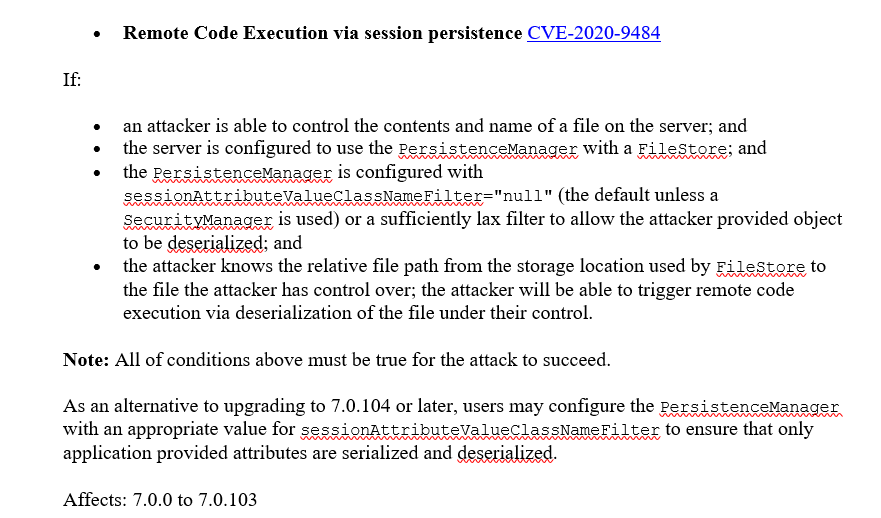 • Remote Code Execution via session persistence CVE-2020-9484
If:
• an attacker is able to control the contents and name of a file on the server; and
• the server is configured to use the PersistenceManager with a FileStore; and
• the PersistenceManager is configured with
sessionAttributeValueClassNameFilter="null" (the default unless a
SecurityManager is used) or a sufficiently lax filter to allow the attacker provided object
to be deserialized; and
• the attacker knows the relative file path from the storage location used by FileStore to
the file the attacker has control over; the attacker will be able to trigger remote code
execution via deserialization of the file under their control.
Note: All of conditions above must be true for the attack to succeed.
As an alternative to upgrading to 7.0.104 or later, users may configure the PersistenceManager
with an appropriate value for sessionAttributeValueClassNameFilter to ensure that only
application provided attributes are serialized and deserialized.
Affects: 7.0.0 to 7.0.103